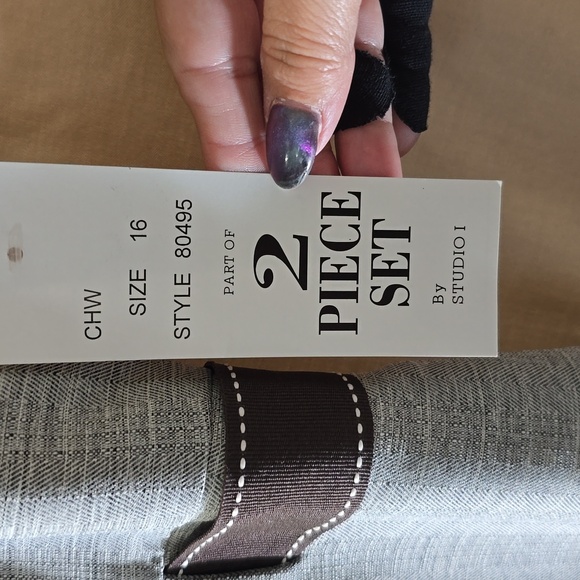 CHW
SIZE 16
STYLE 80495
PART OF
2
PIECE
SET
By
STUDIO I